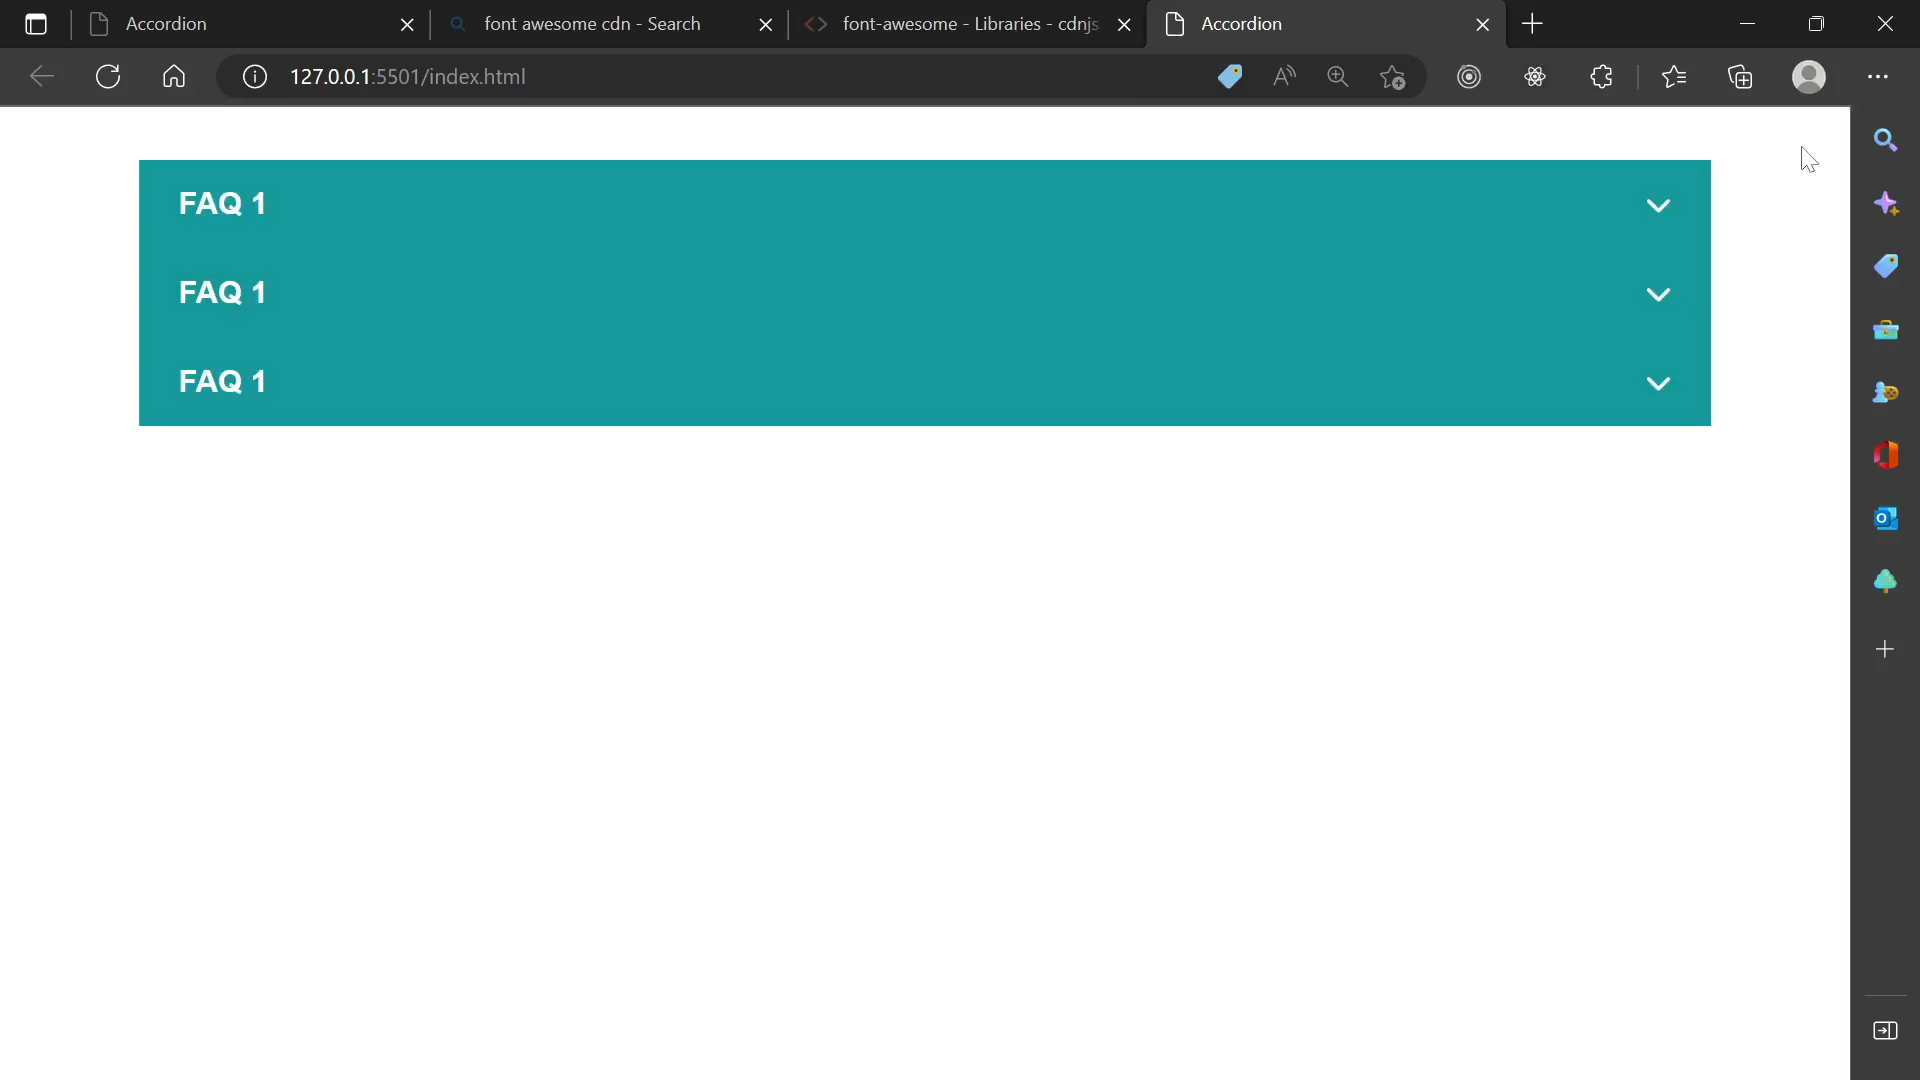 Accordion
font awesome cdn - Search
font-awesome - Libraries - cdnjs
Accordion
127.0.0.1:5501/index.html
FAQ 1
FAQ 1
FAQ 1